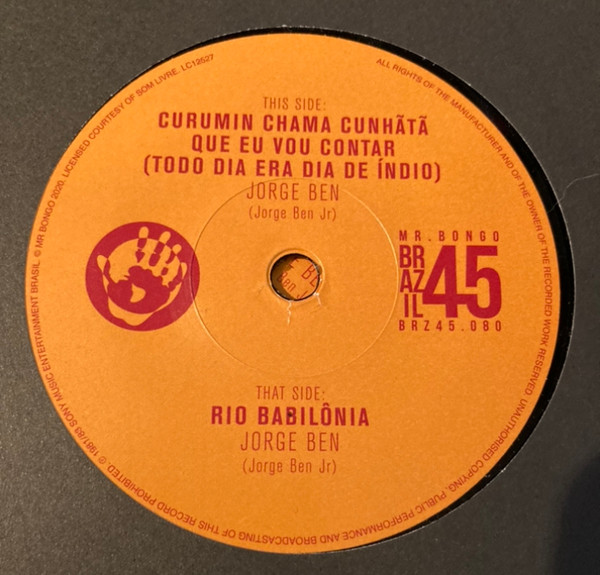 THIS SIDE:
CURUMIN CHAMA CUNHÃTÃ
QUE EU VOU CONTAR
(TODO DIA ERA DIA DE ÍNDIO)
JORGE BEN
(Jorge Ben Jr)
MR.BONGO
BRAZIL 45
BRZ45.080
THAT SIDE:
RIO BABILÔNIA
JORGE BEN
(Jorge Ben Jr)
ALL RIGHTS OF THE MANUFACTURER AND OF THE OWNER OF THE RECORDED WORK RESERVED. UNAUTHORISED COPYING, PUBLIC PERFORMANCE AND BROADCASTING OF THIS RECORD PROHIBITED. ℗ 1981/83 SONY MUSIC ENTERTAINMENT BRASIL. © MR BONGO 2020. LICENSED COURTESY OF SOM LIVRE. LC12527